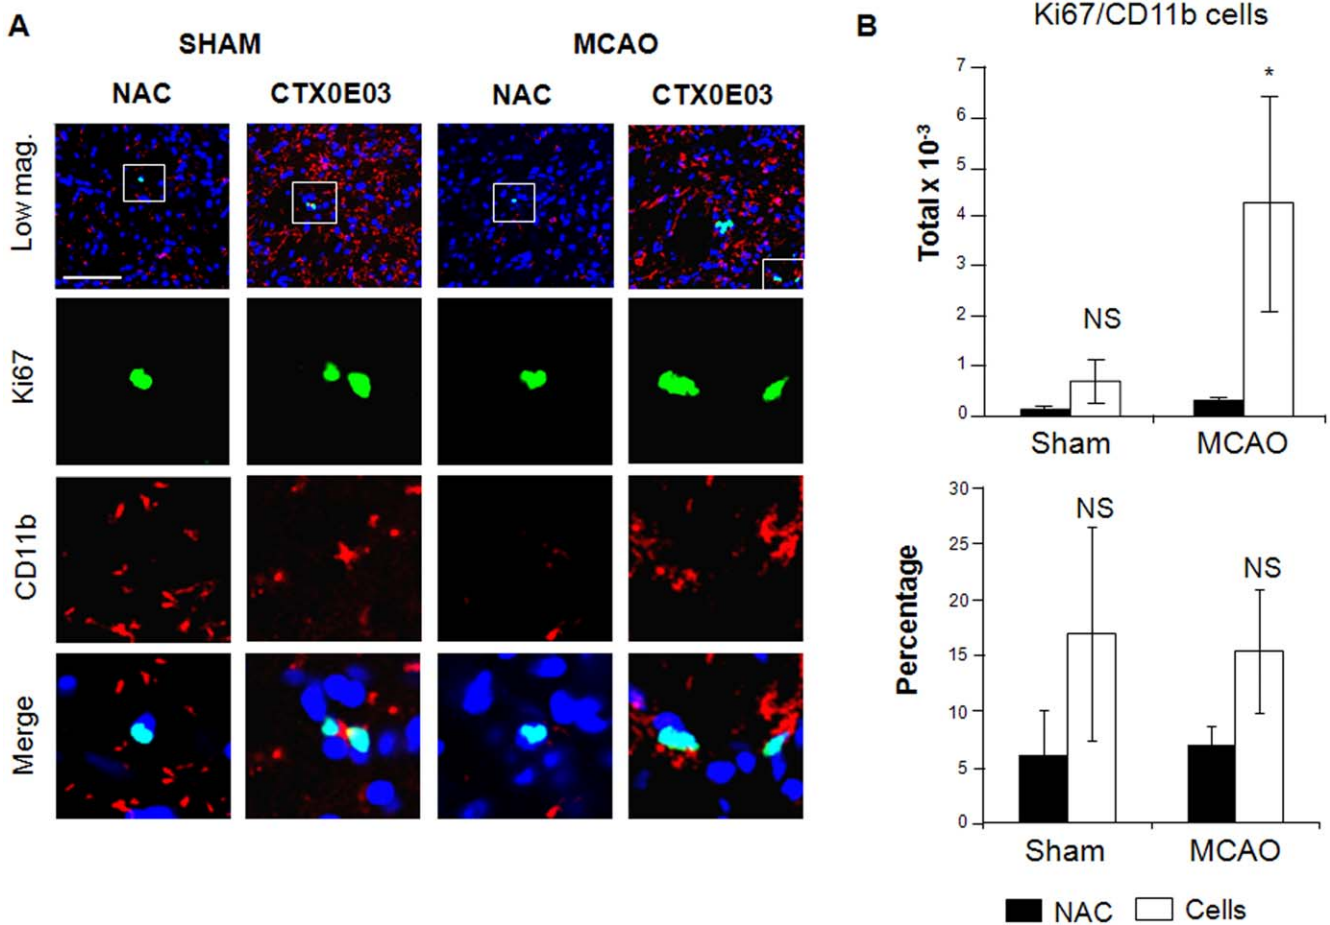 A
SHAM
MCAO
NAC
CTX0E03
NAC
CTX0E03
Low mag.
Ki67
CD11b
Merge
B
Ki67/CD11b cells
Total x 10⁻³
7
6
5
4
3
2
1
0
NS
*
Sham
MCAO
Percentage
30
25
20
15
10
5
0
NS
NS
Sham
MCAO
NAC
Cells